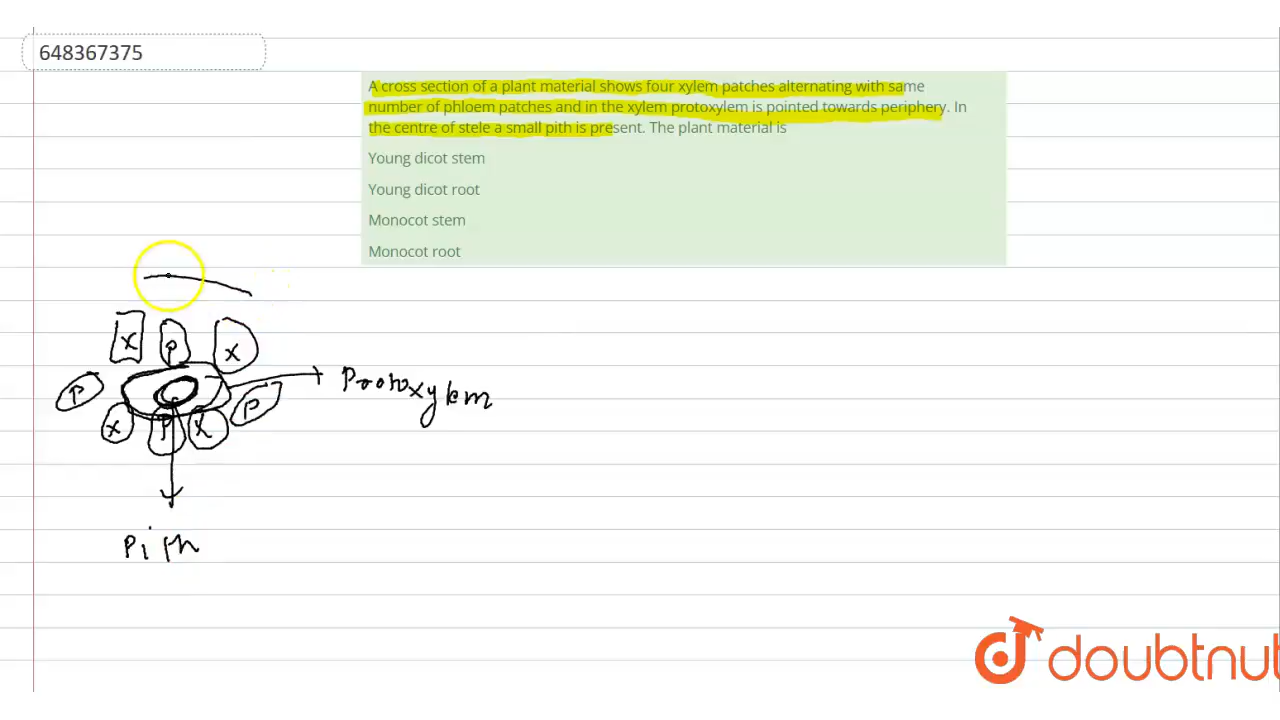 648367375
A cross section of a plant material shows four xylem patches alternating with same
number of phloem patches and in the xylem protoxylem is pointed towards periphery. In
the centre of stele a small pith is present. The plant material is
Young dicot stem
Young dicot root
Monocot stem
Monocot root
X P X
P P
X P X
Protoxylem
Pith
doubtnut